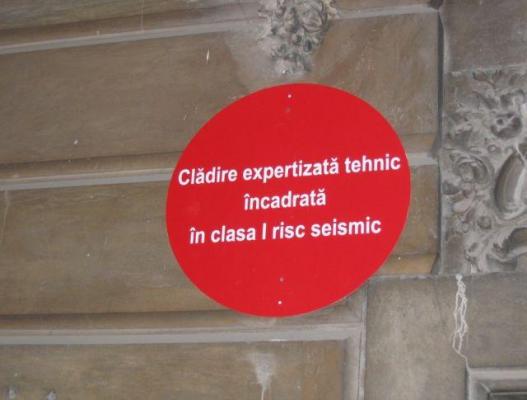 Clădire expertizată tehnic
încadrată
în clasa I risc seismic